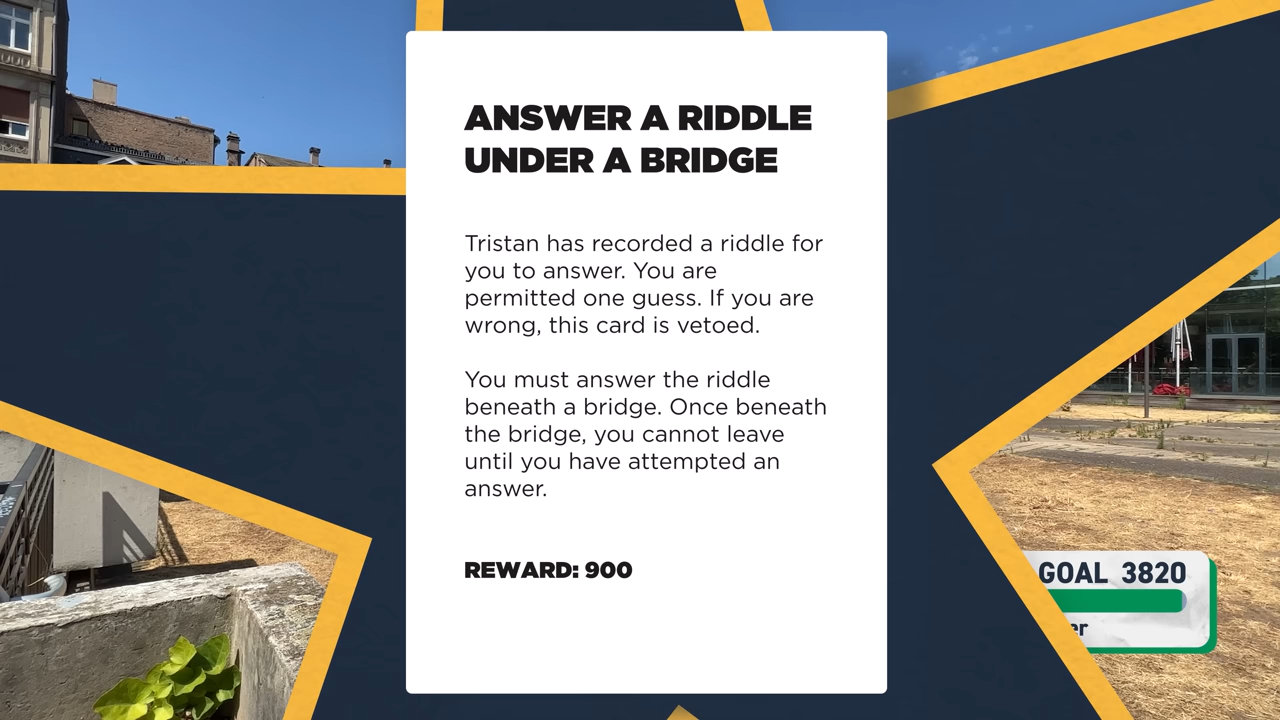 ANSWER A RIDDLE
UNDER A BRIDGE
Tristan has recorded a riddle for
you to answer. You are
permitted one guess. If you are
wrong, this card is vetoed.
You must answer the riddle
beneath a bridge. Once beneath
the bridge, you cannot leave
until you have attempted an
answer.
REWARD: 900
GOAL 3820
er